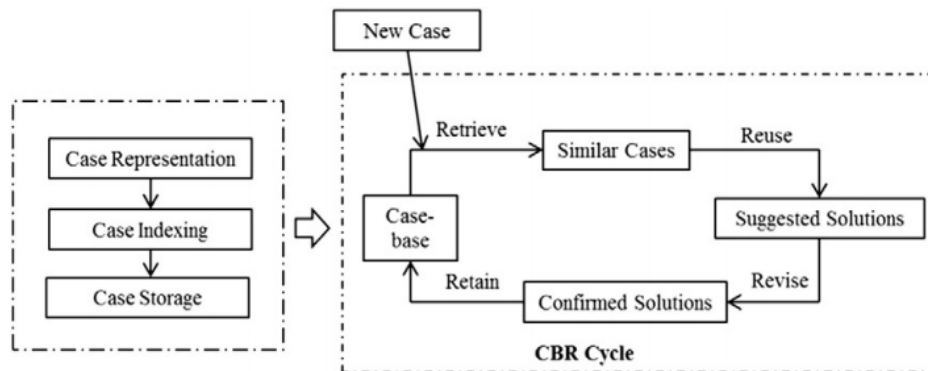 New Case
Case Representation
Case Indexing
Case Storage
Retrieve
Similar Cases
Reuse
Case-
base
Suggested Solutions
Retain
Confirmed Solutions
Revise
CBR Cycle